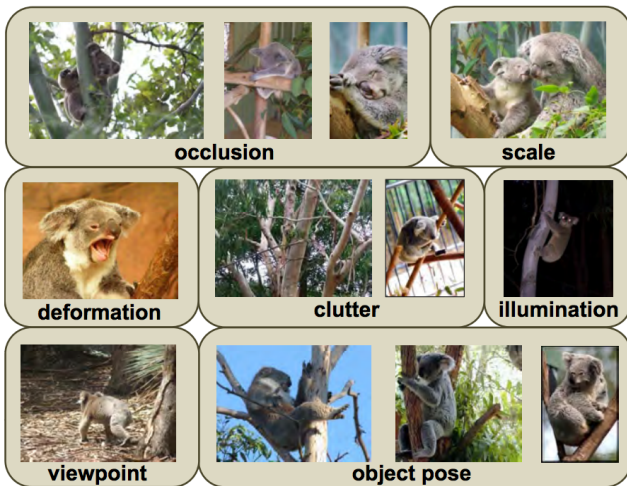 occlusion
scale
deformation
clutter
illumination
viewpoint
object pose